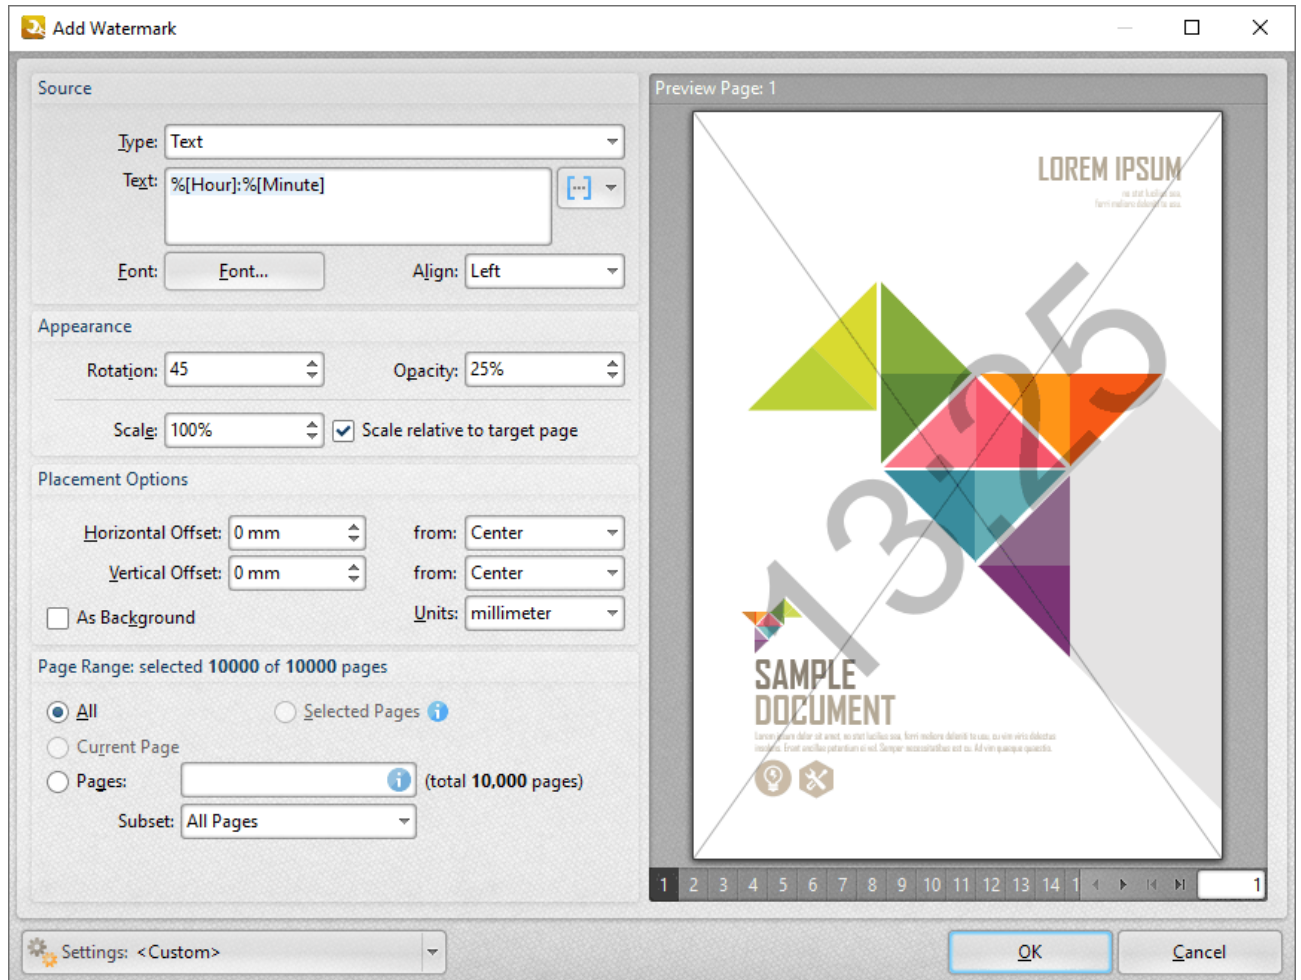 Add Watermark
Source
Type: Text
Text: %[Hour]:%[Minute]
Font: Font... Align: Left
Appearance
Rotation: 45 Opacity: 25%
Scale: 100% Scale relative to target page
Placement Options
Horizontal Offset: 0 mm from: Center
Vertical Offset: 0 mm from: Center
As Background Units: millimeter
Page Range: selected 10000 of 10000 pages
All Selected Pages
Current Page
Pages: (total 10,000 pages)
Subset: All Pages
Preview Page: 1
LOREM IPSUM
13:25
SAMPLE
DOCUMENT
1 2 3 4 5 6 7 8 9 10 11 12 13 14 1 1
Settings: <Custom> OK Cancel